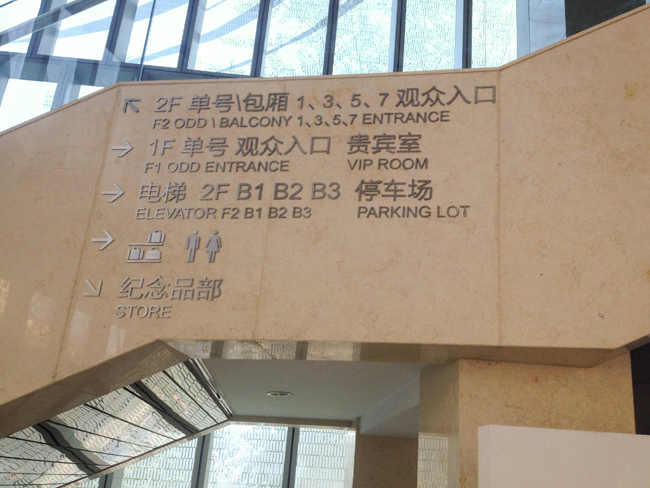 2F 单号\包厢 1、3、5、7 观众入口
F2 ODD \ BALCONY 1、3、5、7 ENTRANCE
1F 单号 观众入口 贵宾室
F1 ODD ENTRANCE VIP ROOM
电梯 2F B1 B2 B3 停车场
ELEVATOR F2 B1 B2 B3 PARKING LOT
纪念品部
STORE